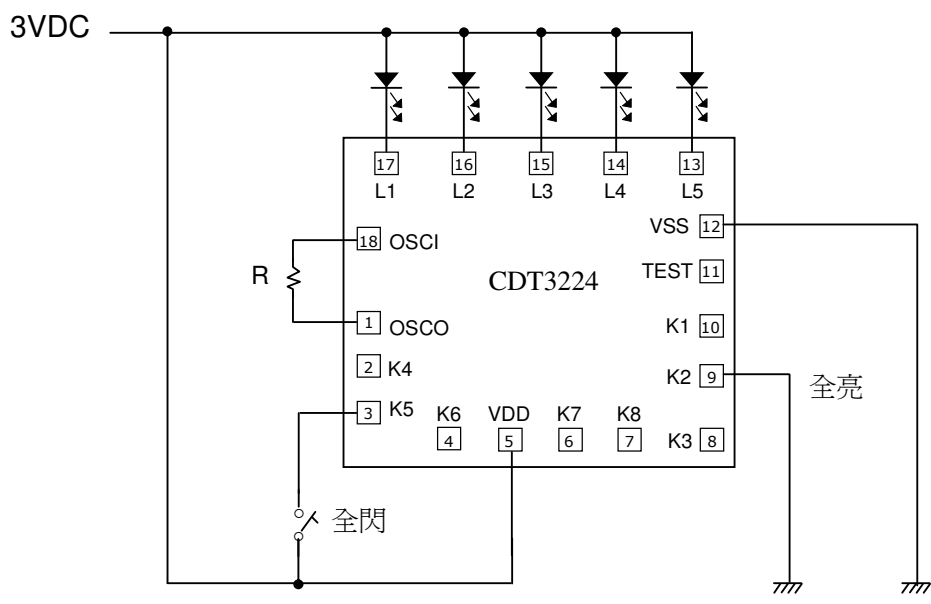 3VDC
17 16 15 14 13
L1 L2 L3 L4 L5
VSS 12
18 OSCI
TEST 11
R
CDT3224
1 OSCO
K1 10
2 K4
K2 9
全亮
3 K5
K6 VDD K7 K8
4 5 6 7
K3 8
全閃